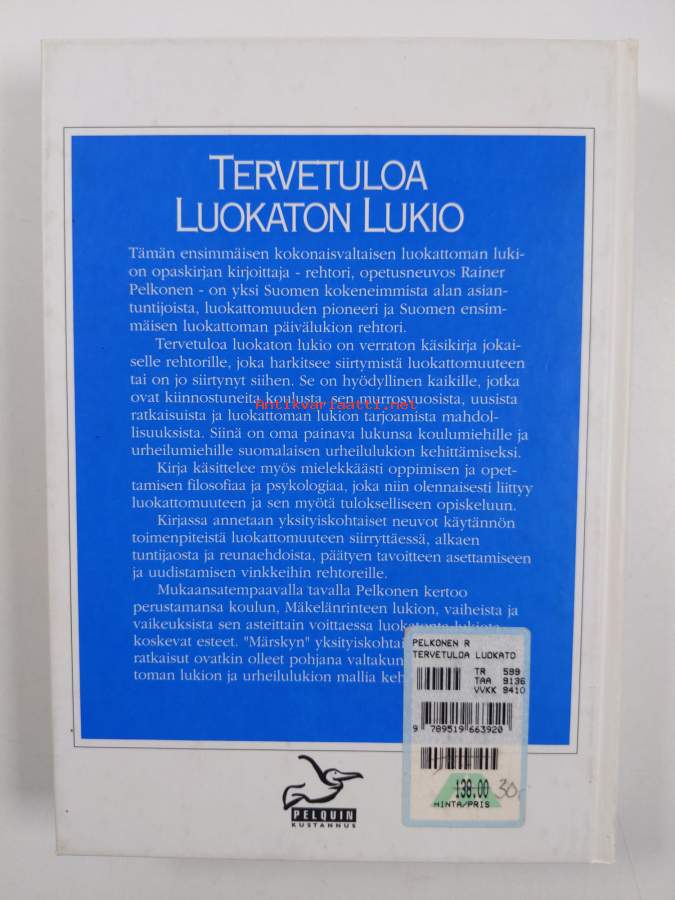 TERVETULOA
LUOKATON LUKIO
Tämän ensimmäisen kokonaisvaltaisen luokattoman luki-
on opaskirjan kirjoittaja - rehtori, opetusneuvos Rainer
Pelkonen - on yksi Suomen kokeneimmista alan asian-
tuntijoista, luokattomuuden pioneeri ja Suomen ensim-
mäisen luokattoman päivälukion rehtori.
Tervetuloa luokaton lukio on verraton käsikirja jokai-
selle rehtorille, joka harkitsee siirtymistä luokattomuuteen
tai on jo siirtynyt siihen. Se on hyödyllinen kaikille, jotka
ovat kiinnostuneita koulusta, sen murrosvuosista, uusista
Antikvariaatti.net
ratkaisuista ja luokattoman lukion tarjoamista mahdol-
lisuuksista. Siinä on oma painava lukunsa koulumiehille ja
urheilumiehille suomalaisen urheilulukion kehittämiseksi.
Kirja käsittelee myös mielekkäästi oppimisen ja opet-
tamisen filosofiaa ja psykologiaa, joka niin olennaisesti liittyy
luokattomuuteen ja sen myötä tulokselliseen opiskeluun.
Kirjassa annetaan yksityiskohtaiset neuvot käytännön
toimenpiteistä luokattomuuteen siirryttäessä, alkaen
tuntijaosta ja reunaehdoista, päätyen tavoitteen asettamiseen
ja uudistamisen vinkkeihin rehtoreille.
Mukaansatempaavalla tavalla Pelkonen kertoo
perustamansa koulun, Mäkelänrinteen lukion, vaiheista ja
vaikeuksista sen asteittain voittaessa luokatonta lukiota
koskevat esteet. "Märskyn" yksityiskohtai
ratkaisut ovatkin olleet pohjana valtakun
toman lukion ja urheilulukion mallia keh
PELKONEN R
TERVETULOA LUOKATO
TR 599
TAA 9136
VVKK 9410
9 789519 663920
138.00 30,-
HINTA/PRIS
PELQUIN
KUSTANNUS